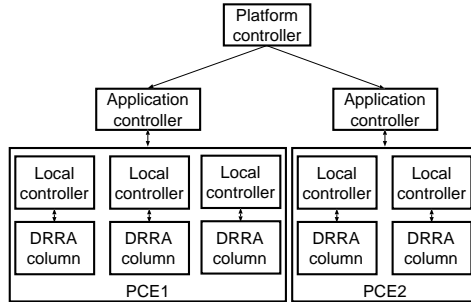 Platform
controller
Application
controller
Application
controller
Local
controller
Local
controller
Local
controller
Local
controller
Local
controller
DRRA
column
DRRA
column
DRRA
column
DRRA
column
DRRA
column
PCE1
PCE2